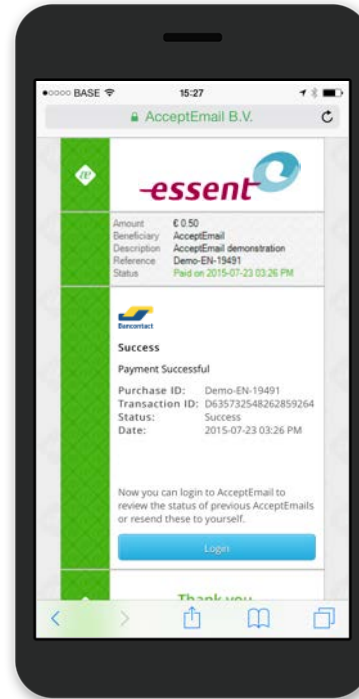 BASE 15:27
AcceptEmail B.V.
æ
essent
Amount € 0.50
Beneficiary AcceptEmail
Description AcceptEmail demonstration
Reference Demo-EN-19491
Status Paid on 2015-07-23 03:26 PM
Bancontact
Success
Payment Successful
Purchase ID: Demo-EN-19491
Transaction ID: D635732548262859264
Status: Success
Date: 2015-07-23 03:26 PM
Now you can login to AcceptEmail to
review the status of previous AcceptEmails
or resend these to yourself.
Login
Thank you